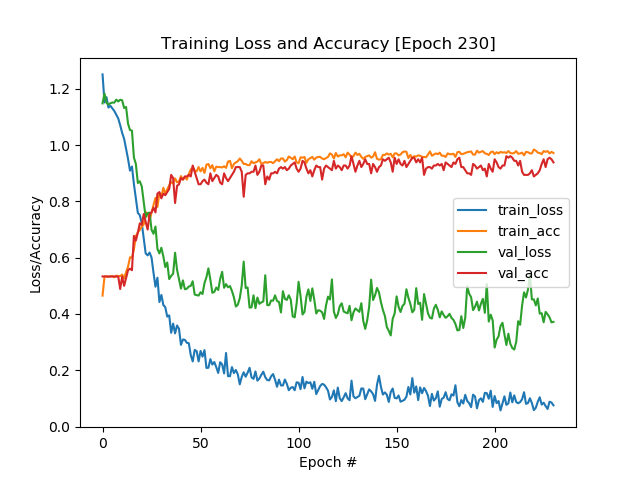 Training Loss and Accuracy [Epoch 230]
Loss/Accuracy
1.2
1.0
0.8
0.6
0.4
0.2
0.0
train_loss
train_acc
val_loss
val_acc
0 50 100 150 200
Epoch #